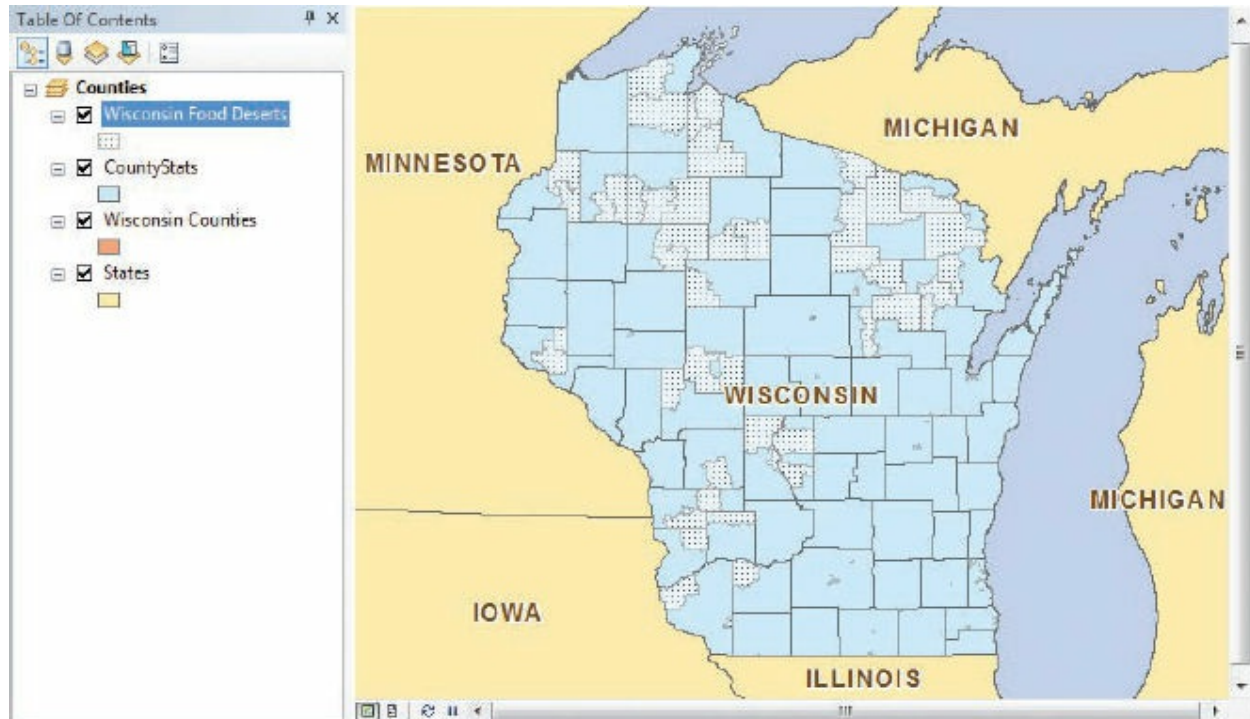 Table Of Contents
Counties
Wisconsin Food Deserts
CountyStats
Wisconsin Counties
States
MICHIGAN
MINNESOTA
WISCONSIN
MICHIGAN
IOWA
ILLINOIS